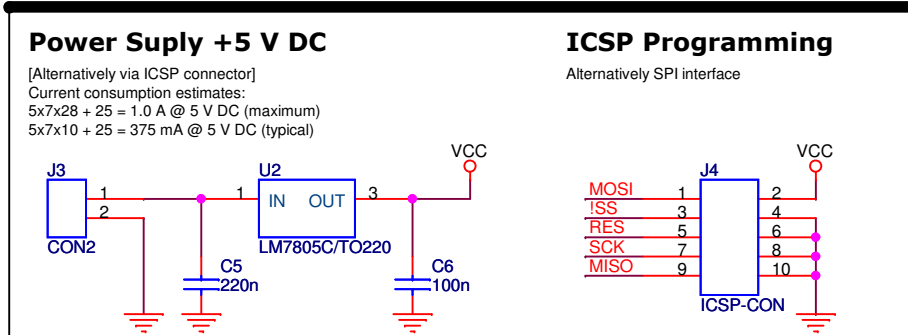 Power Suply +5 V DC
[Alternatively via ICSP connector]
Current consumption estimates:
5x7x28 + 25 = 1.0 A @ 5 V DC (maximum)
5x7x10 + 25 = 375 mA @ 5 V DC (typical)
J3
1
2
CON2
C5
220n
U2
1
IN
OUT
3
LM7805C/TO220
VCC
C6
100n
ICSP Programming
Alternatively SPI interface
VCC
J4
MOSI 1 2
!SS 3 4
RES 5 6
SCK 7 8
MISO 9 10
ICSP-CON